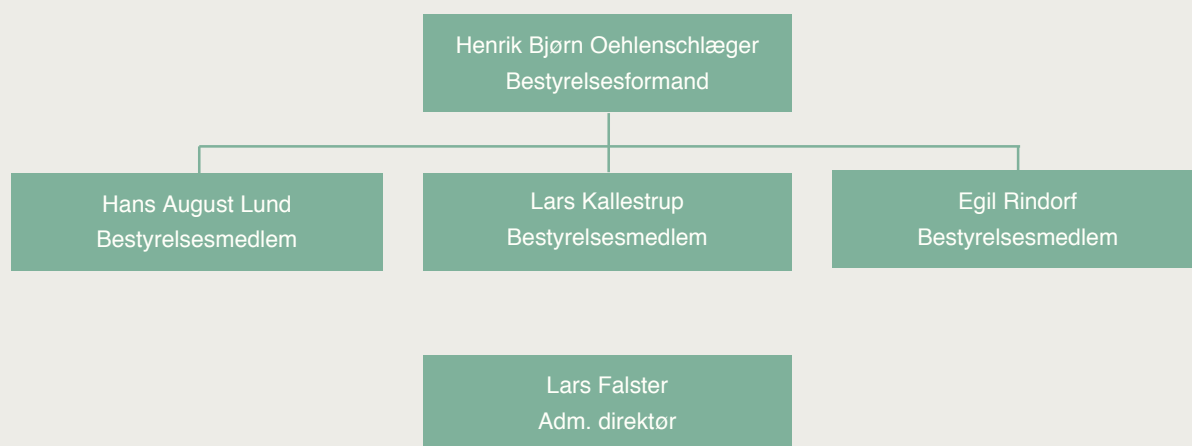 Henrik Bjørn Oehlenschlæger
Bestyrelsesformand
Hans August Lund
Bestyrelsesmedlem
Lars Kallestrup
Bestyrelsesmedlem
Egil Rindorf
Bestyrelsesmedlem
Lars Falster
Adm. direktør